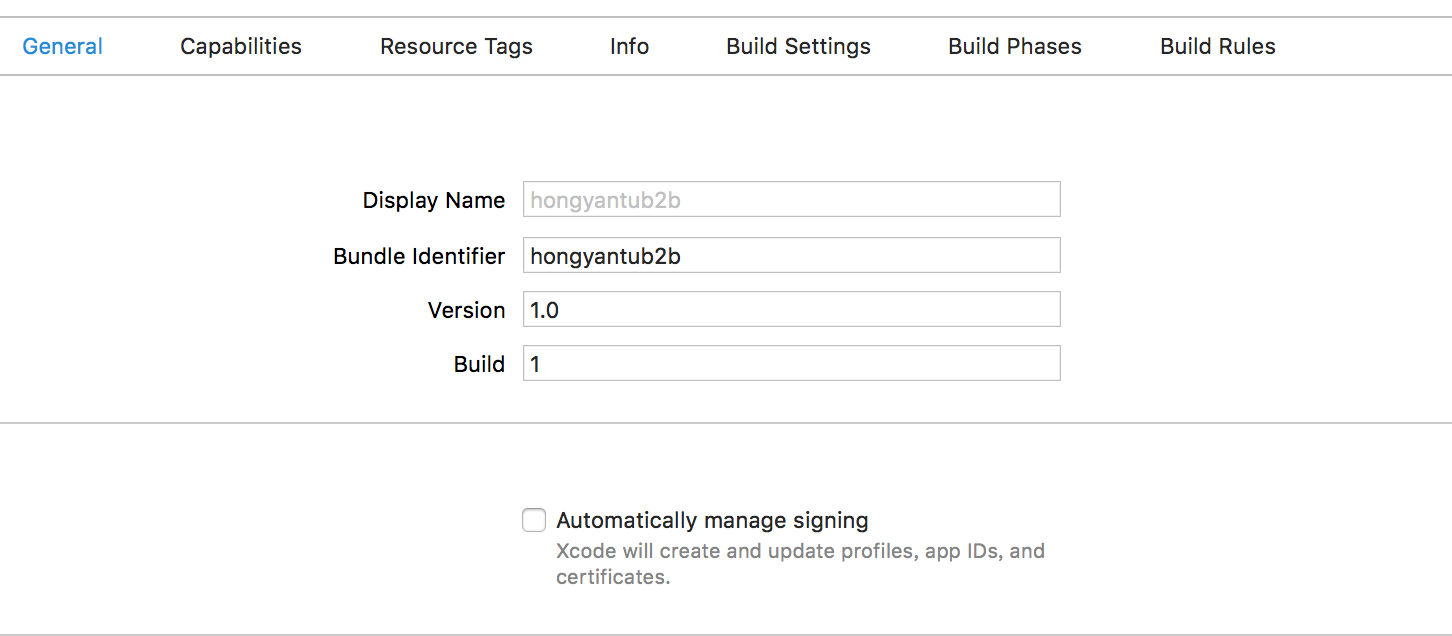 General Capabilities Resource Tags Info Build Settings Build Phases Build Rules
Display Name hongyantub2b
Bundle Identifier hongyantub2b
Version 1.0
Build 1
Automatically manage signing
Xcode will create and update profiles, app IDs, and
certificates.